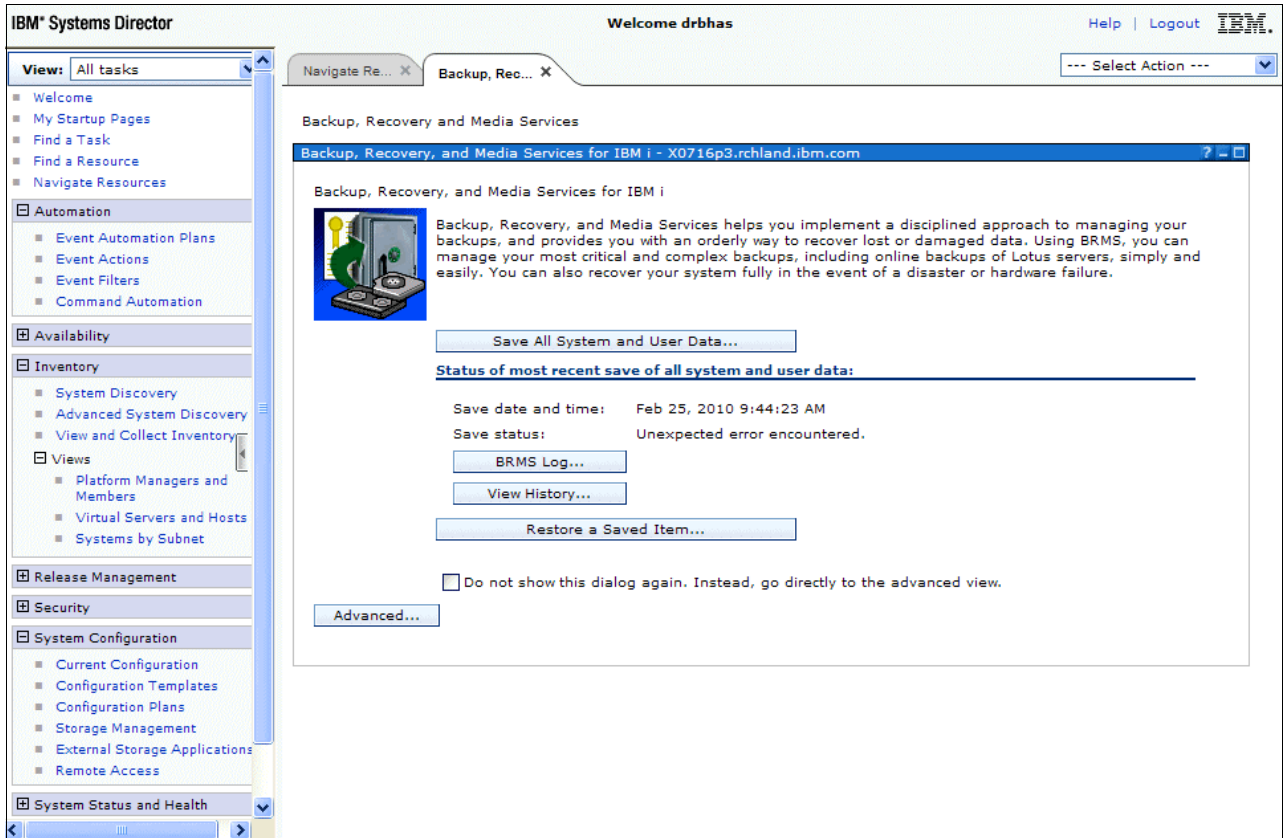 IBM® Systems Director
Welcome drbhas
Help | Logout
IBM.
View: All tasks
Welcome
My Startup Pages
Find a Task
Find a Resource
Navigate Resources
Automation
Event Automation Plans
Event Actions
Event Filters
Command Automation
Availability
Inventory
System Discovery
Advanced System Discovery
View and Collect Inventory
Views
Platform Managers and
Members
Virtual Servers and Hosts
Systems by Subnet
Release Management
Security
System Configuration
Current Configuration
Configuration Templates
Configuration Plans
Storage Management
External Storage Applications
Remote Access
System Status and Health
Navigate Re...
Backup, Rec...
--- Select Action ---
Backup, Recovery and Media Services
Backup, Recovery, and Media Services for IBM i - X0716p3.rchland.ibm.com
Backup, Recovery, and Media Services for IBM i
Backup, Recovery, and Media Services helps you implement a disciplined approach to managing your
backups, and provides you with an orderly way to recover lost or damaged data. Using BRMS, you can
manage your most critical and complex backups, including online backups of Lotus servers, simply and
easily. You can also recover your system fully in the event of a disaster or hardware failure.
Save All System and User Data...
Status of most recent save of all system and user data:
Save date and time: Feb 25, 2010 9:44:23 AM
Save status: Unexpected error encountered.
BRMS Log...
View History...
Restore a Saved Item...
Do not show this dialog again. Instead, go directly to the advanced view.
Advanced...